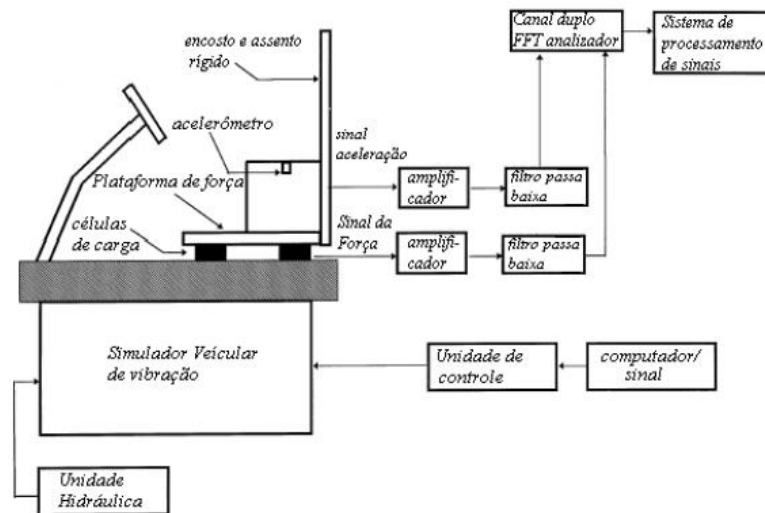 Canal duplo
FFT analizador
Sistema de
processamento
de sinais
encosto e assento
rígido
acelerômetro
sinal
aceleração
Plataforma de força
amplifi-
cador
filtro passa
baixa
células
de carga
Sinal da
Força
amplifi-
cador
filtro passa
baixa
Simulador Veícular
de vibração
Unidade de
controle
computador/
sinal
Unidade
Hidráulica